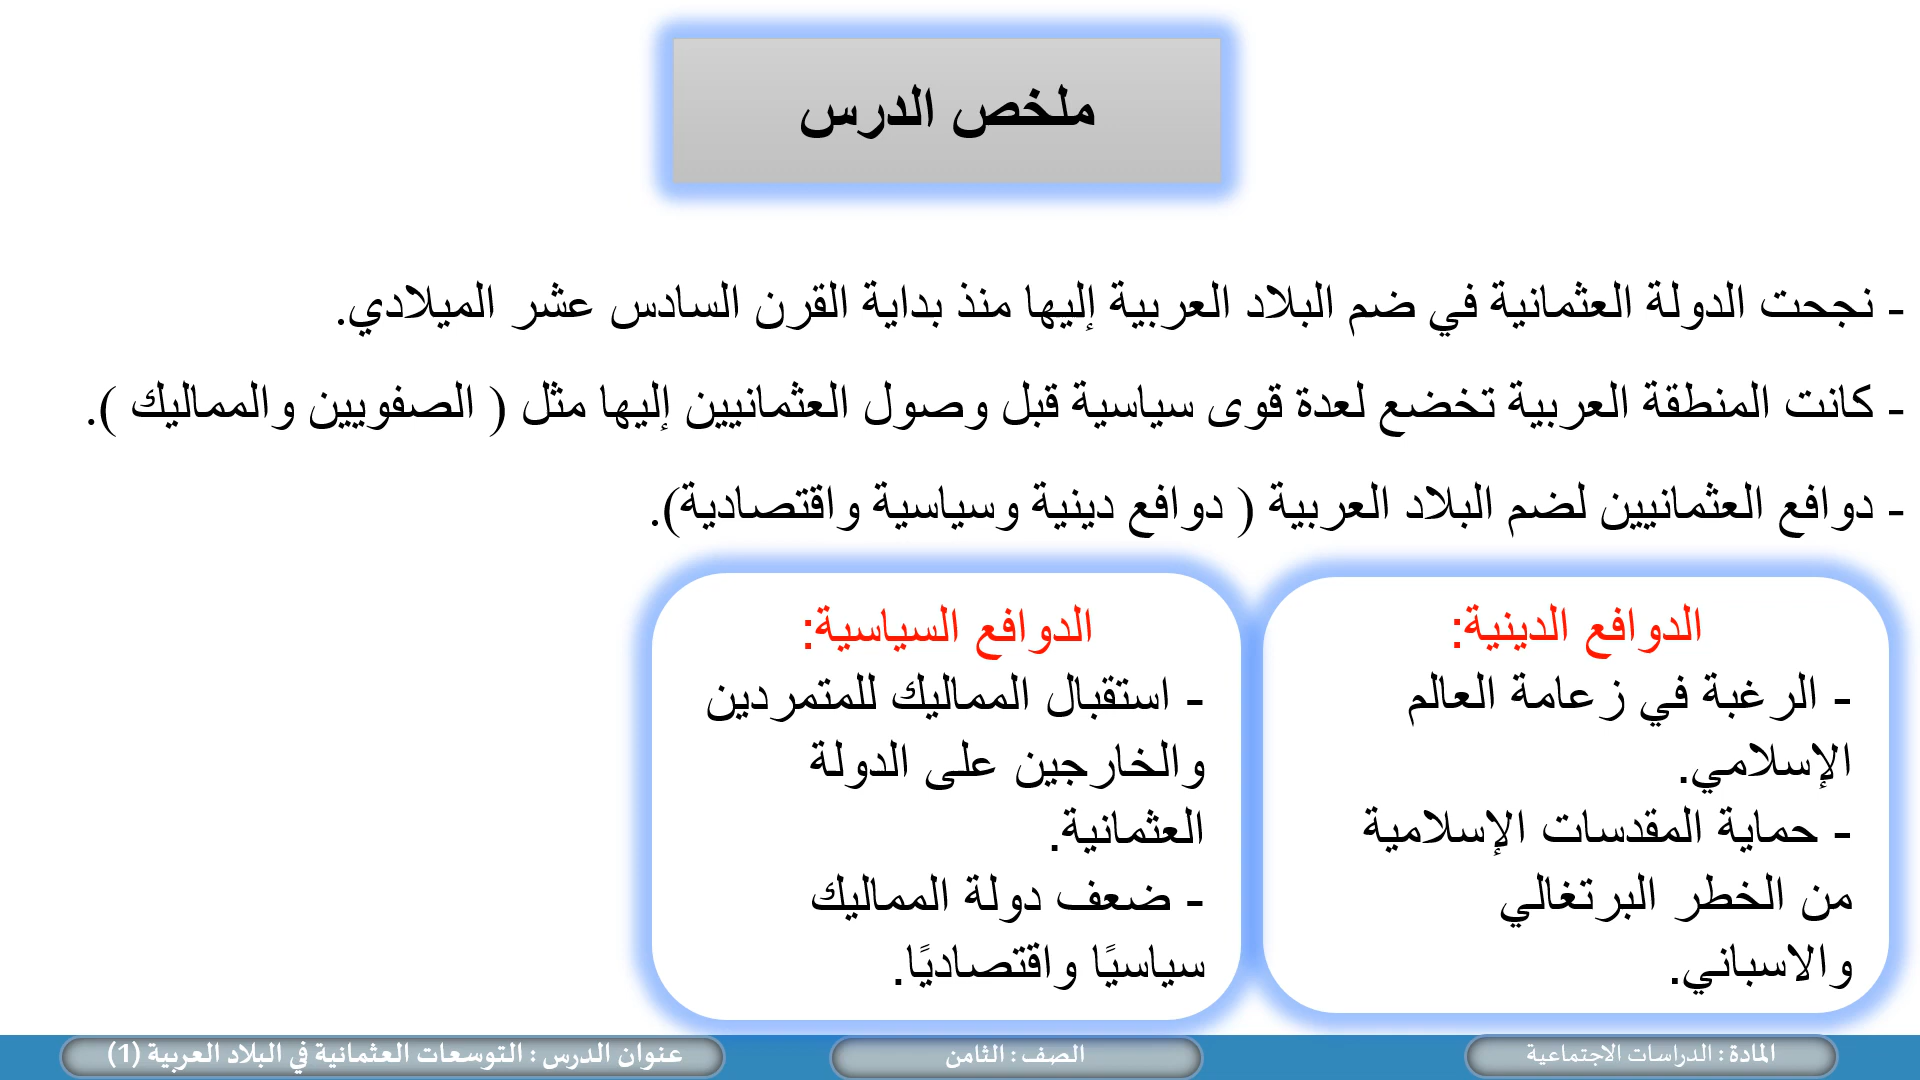 ملخص الدرس
- نجحت الدولة العثمانية في ضم البلاد العربية إليها منذ بداية القرن السادس عشر الميلادي.
- كانت المنطقة العربية تخضع لعدة قوى سياسية قبل وصول العثمانيين إليها مثل ( الصفويين والمماليك ).
- دوافع العثمانيين لضم البلاد العربية ( دوافع دينية وسياسية واقتصادية).
الدوافع الدينية:
- الرغبة في زعامة العالم
الإسلامي.
- حماية المقدسات الإسلامية
من الخطر البرتغالي
والاسباني.
الدوافع السياسية:
- استقبال المماليك للمتمردين
والخارجين على الدولة
العثمانية.
- ضعف دولة المماليك
سياسيًا واقتصاديًا.
المادة : الدراسات الاجتماعية
الصف : الثامن
عنوان الدرس : التوسعات العثمانية في البلاد العربية (1)